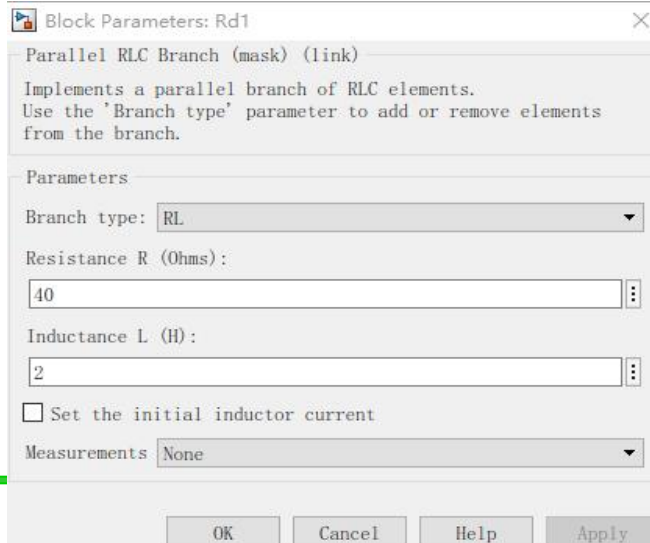 Block Parameters: Rd1
Parallel RLC Branch (mask) (link)
Implements a parallel branch of RLC elements.
Use the 'Branch type' parameter to add or remove elements
from the branch.
Parameters
Branch type: RL
Resistance R (Ohms):
40
Inductance L (H):
2
Set the initial inductor current
Measurements None
OK Cancel Help Apply